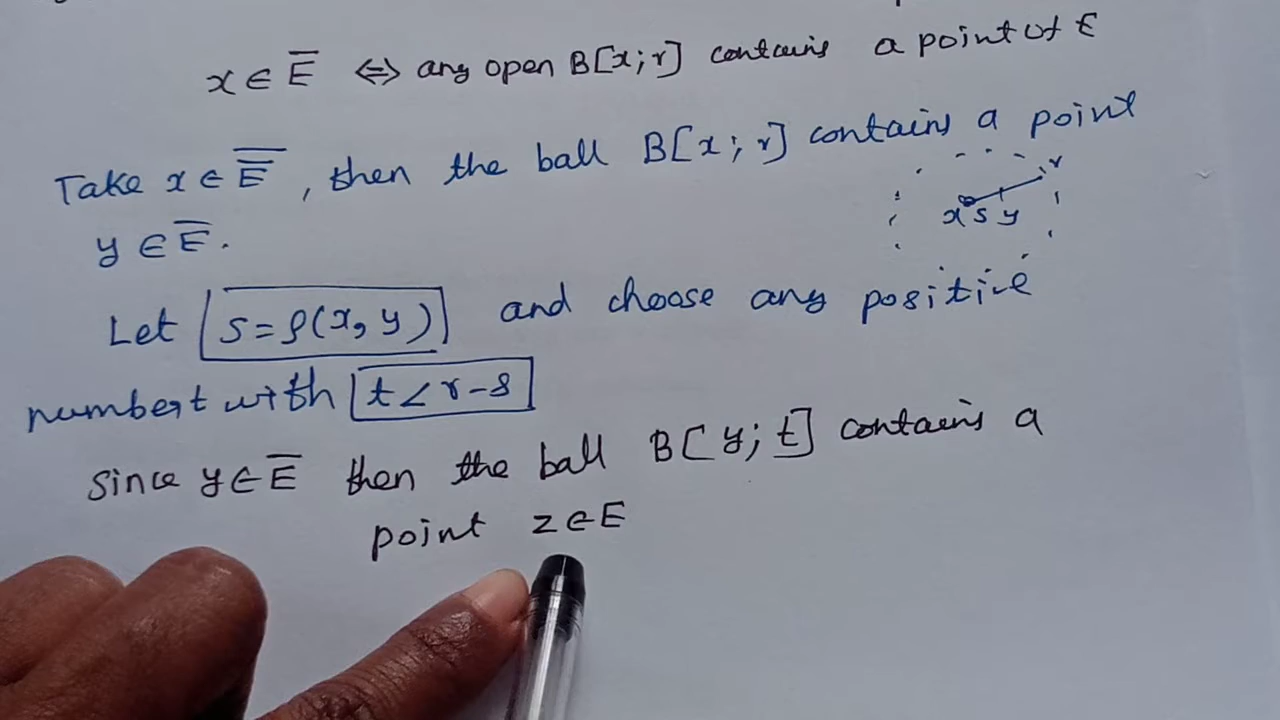 x ∈ E̅ ⇔ any open B[x;r] contains a point of E
Take x ∈ E̿, then the ball B[x;r] contains a point
r
x s y
y ∈ E̅.
Let s=ρ(x,y) and choose any positive
number t with t < r-s
since y ∈ E̅ then the ball B[y;t] contains a
point z ∈ E